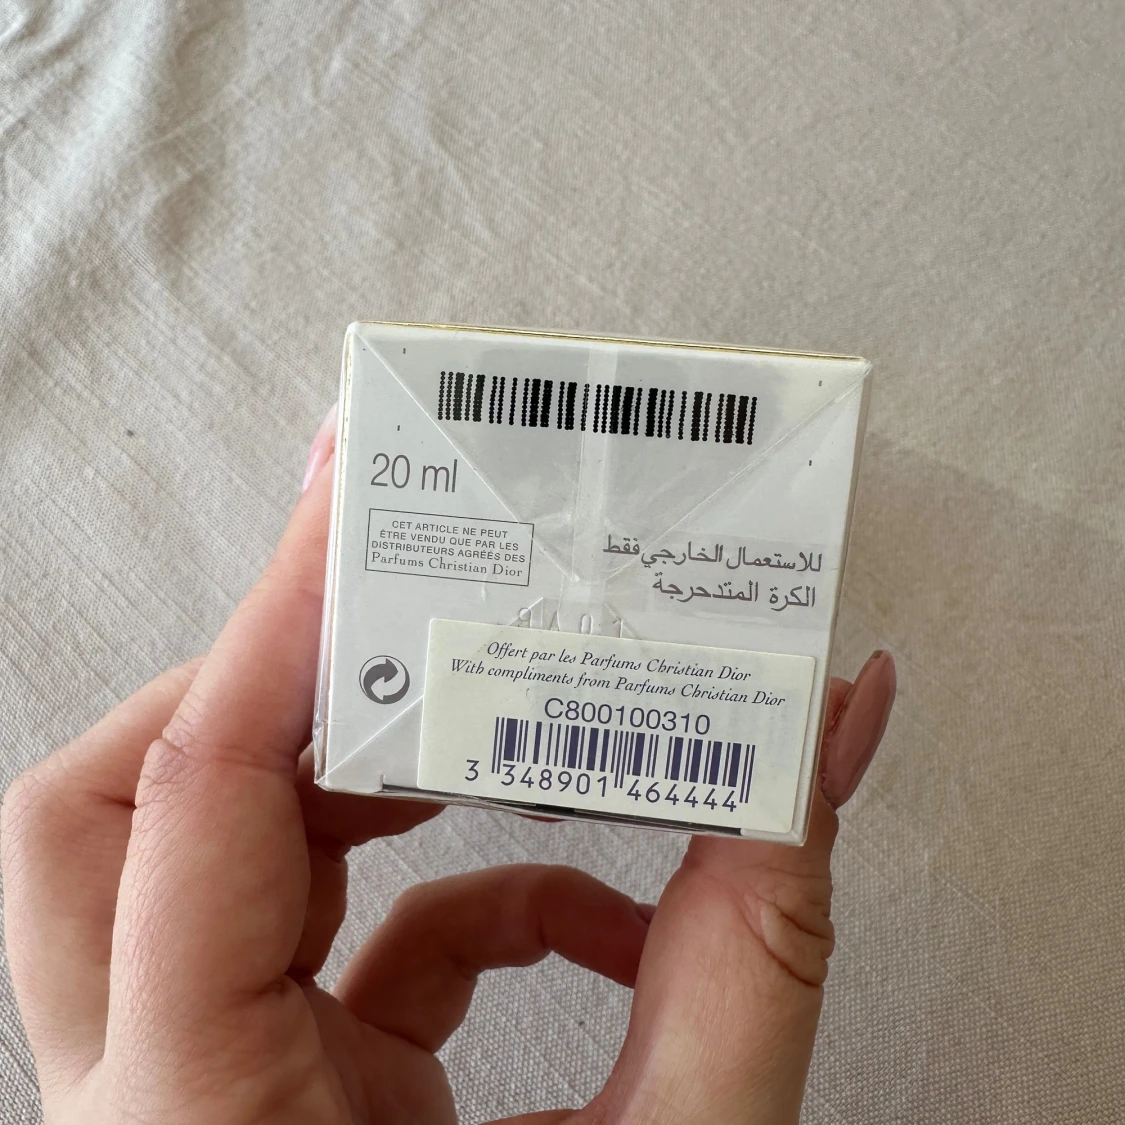 20 ml
CET ARTICLE NE PEUT
ÊTRE VENDU QUE PAR LES
DISTRIBUTEURS AGRÉÉS DES
Parfums Christian Dior
للاستعمال الخارجي فقط
الكرة المتدحرجة
Offert par les Parfums Christian Dior
With compliments from Parfums Christian Dior
C800100310
3 348901 464444